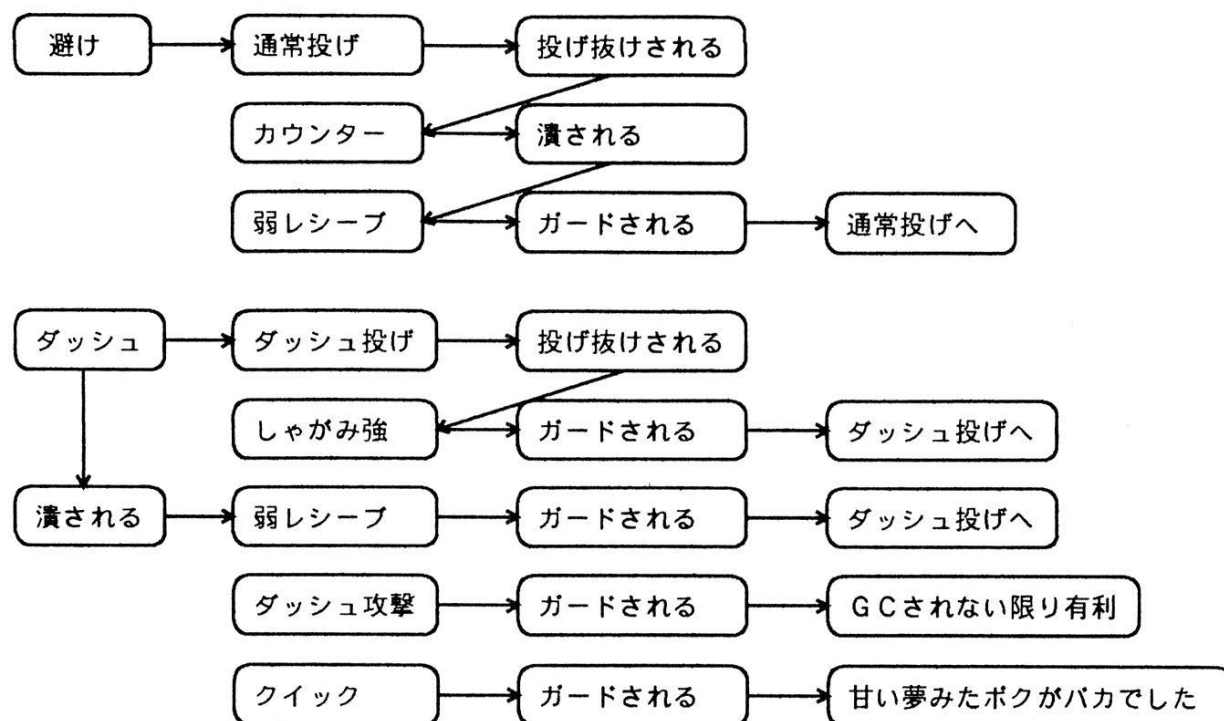 避け 通常投げ 投げ抜けされる
カウンター 潰される
弱レシーブ ガードされる 通常投げへ
ダッシュ ダッシュ投げ 投げ抜けされる
しゃがみ強 ガードされる ダッシュ投げへ
潰される 弱レシーブ ガードされる ダッシュ投げへ
ダッシュ攻撃 ガードされる GCされない限り有利
クイック ガードされる 甘い夢みたボクがバカでした